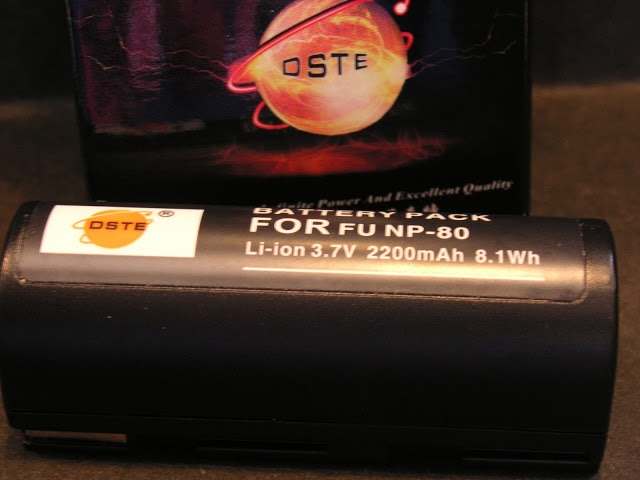 DSTE
Infinite Power And Excellent Quality
DSTE ®
BATTERY PACK
FOR FU NP-80
Li-ion 3.7V 2200mAh 8.1Wh